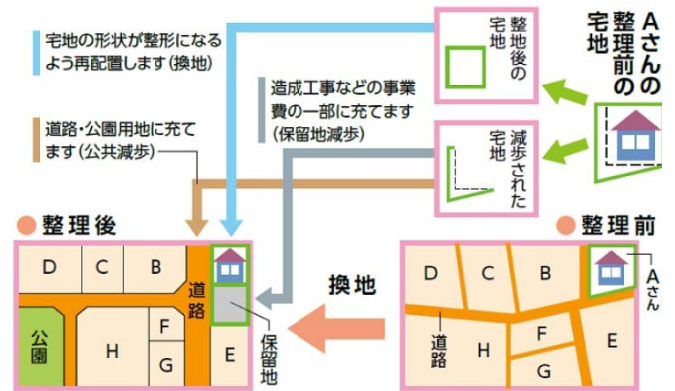 宅地の形状が整形になる
よう再配置します(換地)
造成工事などの事業
費の一部に充てます
(保留地減歩)
道路・公園用地に充て
ます(公共減歩)
整地後の
宅地
減歩された
宅地
Aさんの
整理前の
宅地
整理後
D
C
B
道路
公園
H
F
G
E
保留地
換地
整理前
D
C
B
Aさん
道路
H
F
G
E